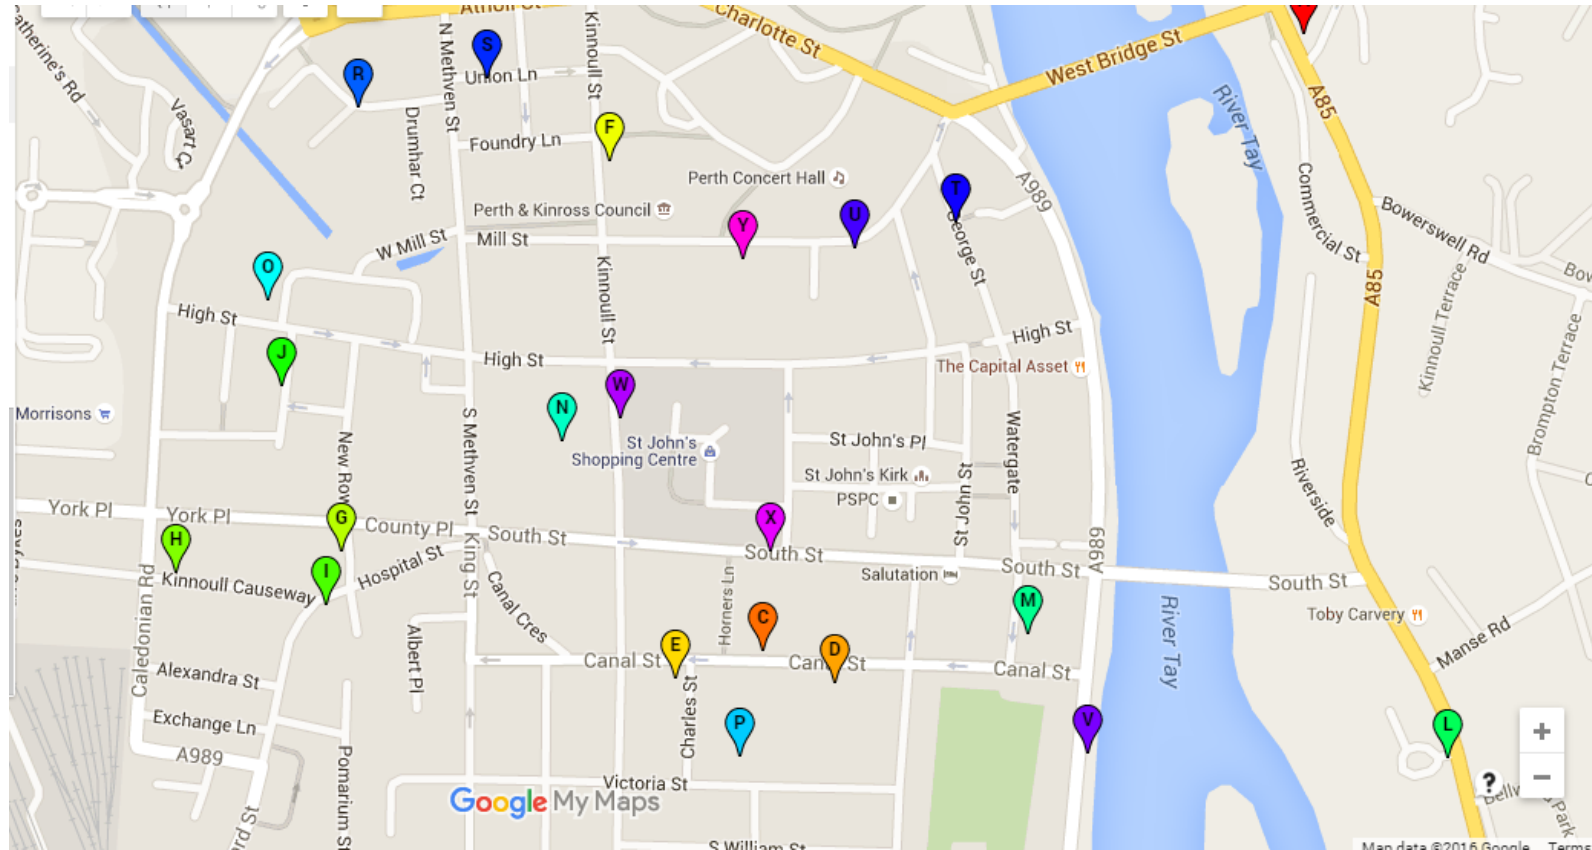 Atholl St
Charlotte St
West Bridge St
Catherine's Rd
N Methven St
Kinnoull St
S
R
Union Ln
A85
River Tay
Vasart Ct
Drumhar Ct
Foundry Ln
F
Perth Concert Hall
T
A989
Commercial St
Bowerswell Rd
Perth & Kinross Council
Y
U
George St
W Mill St
Mill St
O
Kinnoull St
A85
Kinnoull Terrace
Brompton Terrace
High St
High St
High St
The Capital Asset
J
W
N
Morrisons
St John's
Shopping Centre
St John's Pl
St John's Kirk
PSPC
Watergate
St John St
S Methven St
New Row
Riverside
York Pl
York Pl
G
County Pl
South St
X
South St
South St
South St
A989
H
I
Kinnoull Causeway
Hospital St
King St
Canal Cres
Horners Ln
Salutation
M
Toby Carvery
Manse Rd
River Tay
Caledonian Rd
Albert Pl
C
E
D
Canal St
Canal St
Canal St
Alexandra St
Exchange Ln
A989
Charles St
P
V
L
Pomarium St
Victoria St
Google My Maps
S William St
+
−
?
Map data ©2016 Google
Terms